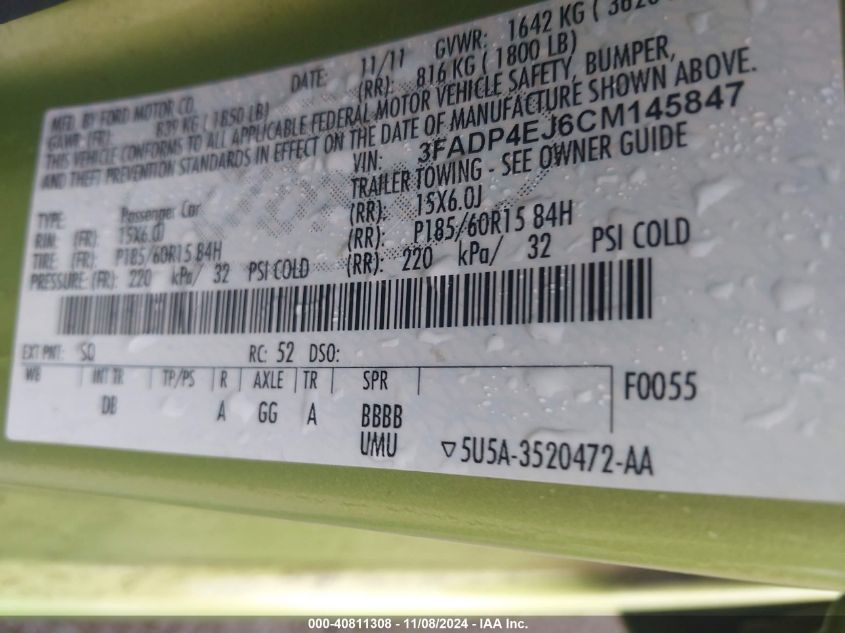 MFD. BY FORD MOTOR CO.
DATE: 11/11 GVWR: 1642 KG (
GAWR: (FR): 839 KG ( 1850 LB) (RR): 816 KG ( 1800 LB)
THIS VEHICLE CONFORMS TO ALL APPLICABLE FEDERAL MOTOR VEHICLE SAFETY, BUMPER,
AND THEFT PREVENTION STANDARDS IN EFFECT ON THE DATE OF MANUFACTURE SHOWN ABOVE.
VIN: 3FADP4EJ6CM145847
TYPE: Passenger Car TRAILER TOWING - SEE OWNER GUIDE
RIM: (FR): 15X6.0J (RR): 15X6.0J
TIRE: (FR): P185/60R15 84H (RR): P185/60R15 84H
PRESSURE: (FR): 220 kPa/ 32 PSI COLD (RR): 220 kPa/ 32 PSI COLD
EXT PNT: SD RC: 52 DSO:
WB INT TR TP/PS R AXLE TR SPR F0055
DB A GG A BBBB
UMU ▽5U5A-3520472-AA
000-40811308 - 11/08/2024 - IAA Inc.